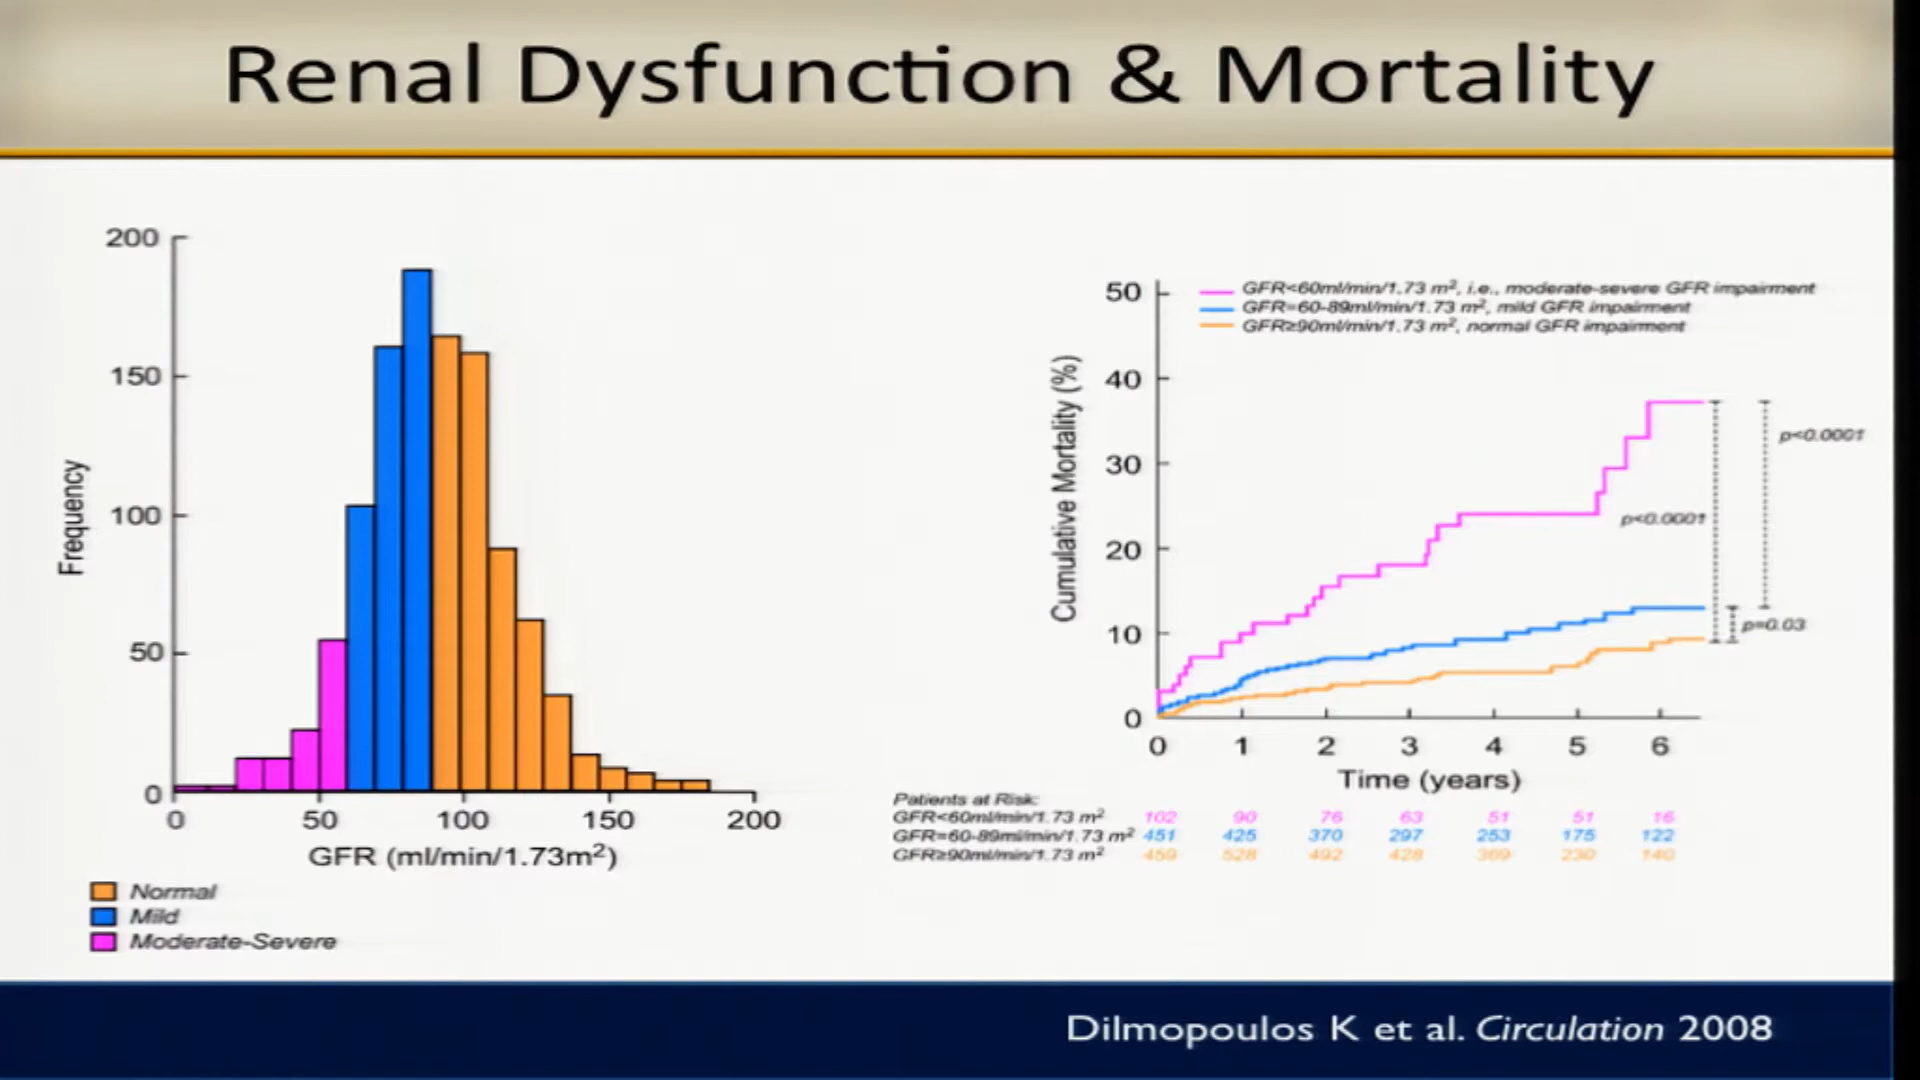 Renal Dysfunction & Mortality
200
150
100
50
0
Frequency
0 50 100 150 200
GFR (ml/min/1.73m²)
Normal
Mild
Moderate-Severe
GFR<60ml/min/1.73 m², i.e., moderate-severe GFR impairment
GFR=60-89ml/min/1.73 m², mild GFR impairment
GFR≥90ml/min/1.73 m², normal GFR impairment
50
40
30
20
10
0
Cumulative Mortality (%)
p<0.0001
p<0.0001
p=0.03
0 1 2 3 4 5 6
Time (years)
Patients at Risk:
GFR<60ml/min/1.73 m² 102 90 76 63 51 51 16
GFR=60-89ml/min/1.73 m² 451 425 370 297 253 175 122
GFR≥90ml/min/1.73 m² 459 528 492 428 369 230 140
Dilmopoulos K et al. Circulation 2008